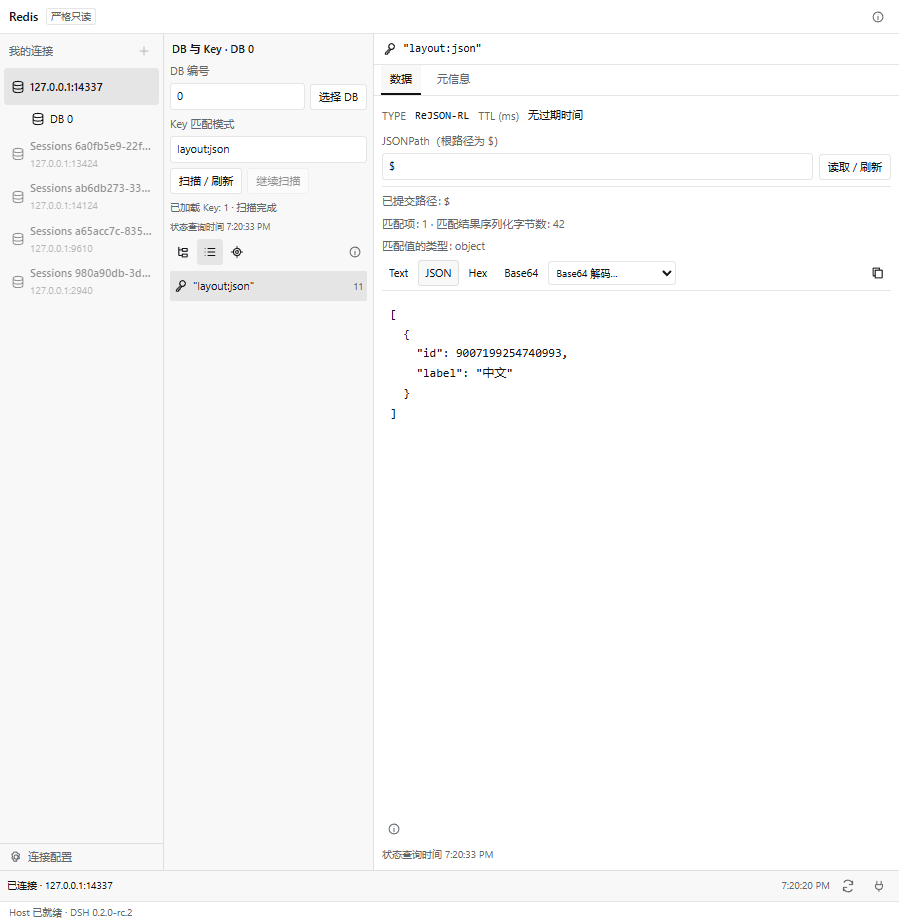 Redis 严格只读
我的连接
127.0.0.1:14337
DB 0
Sessions 6a0fb5e9-22f...
127.0.0.1:13424
Sessions ab6db273-33...
127.0.0.1:14124
Sessions a65acc7c-835...
127.0.0.1:9610
Sessions 980a90db-3d...
127.0.0.1:2940
连接配置
DB 与 Key · DB 0
DB 编号
0 选择 DB
Key 匹配模式
layout:json
扫描 / 刷新 继续扫描
已加载 Key: 1 · 扫描完成
状态查询时间 7:20:33 PM
"layout:json" 11
"layout:json"
数据 元信息
TYPE ReJSON-RL TTL (ms) 无过期时间
JSONPath（根路径为 $）
$ 读取 / 刷新
已提交路径: $
匹配项: 1 · 匹配结果序列化字节数: 42
匹配值的类型: object
Text JSON Hex Base64 Base64 解码...
[
{
"id": 9007199254740993,
"label": "中文"
}
]
状态查询时间 7:20:33 PM
已连接 · 127.0.0.1:14337 7:20:20 PM
Host 已就绪 · DSH 0.2.0-rc.2